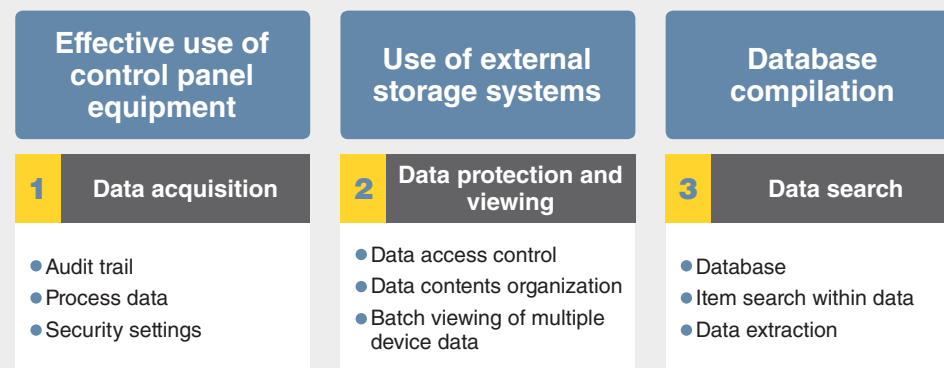 Effective use of
control panel
equipment
1 Data acquisition
● Audit trail
● Process data
● Security settings
Use of external
storage systems
2 Data protection and
viewing
● Data access control
● Data contents organization
● Batch viewing of multiple
device data
Database
compilation
3 Data search
● Database
● Item search within data
● Data extraction